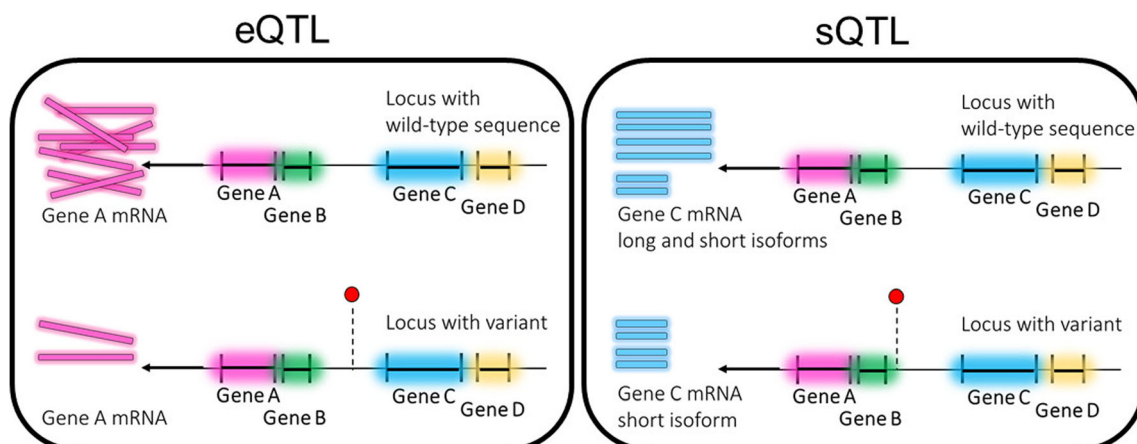 eQTL
Locus with
wild-type sequence
Gene A
Gene B
Gene C
Gene D
Gene A mRNA
Locus with variant
Gene A
Gene B
Gene C
Gene D
Gene A mRNA
sQTL
Locus with
wild-type sequence
Gene A
Gene B
Gene C
Gene D
Gene C mRNA
long and short isoforms
Locus with variant
Gene A
Gene B
Gene C
Gene D
Gene C mRNA
short isoform